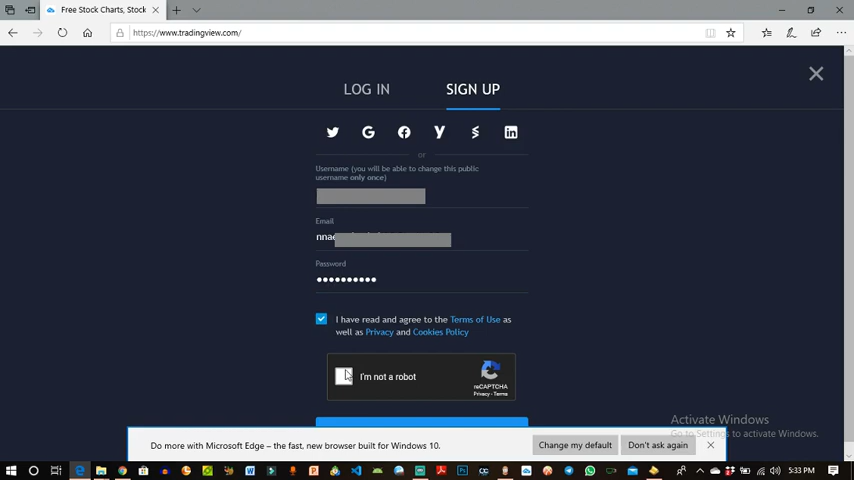 Free Stock Charts, Stock
https://www.tradingview.com/
LOG IN
SIGN UP
or
Username (you will be able to change this public
username only once)
Email
nnae
Password
I have read and agree to the Terms of Use as
well as Privacy and Cookies Policy
I'm not a robot
reCAPTCHA
Privacy - Terms
Activate Windows
Go to Settings to activate Windows.
Do more with Microsoft Edge – the fast, new browser built for Windows 10.
Change my default
Don't ask again
5:33 PM